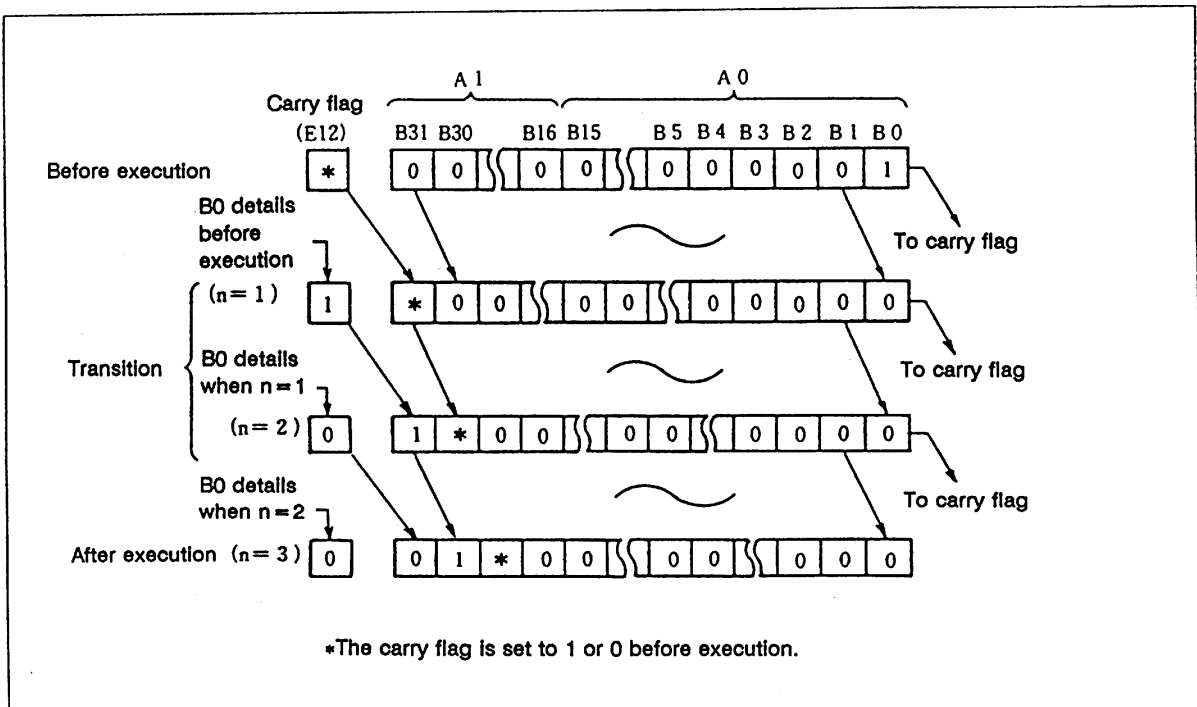 A 1 A 0
Carry flag
(E12) B31 B30 B16 B15 B 5 B 4 B 3 B 2 B 1 B 0
Before execution * 0 0 0 0 0 0 0 0 0 1
To carry flag
B0 details
before
execution
(n= 1 ) 1 * 0 0 0 0 0 0 0 0 0
To carry flag
Transition
B0 details
when n=1
(n= 2 ) 0 1 * 0 0 0 0 0 0 0 0
To carry flag
B0 details
when n=2
After execution (n= 3 ) 0 0 1 * 0 0 0 0 0 0 0
*The carry flag is set to 1 or 0 before execution.